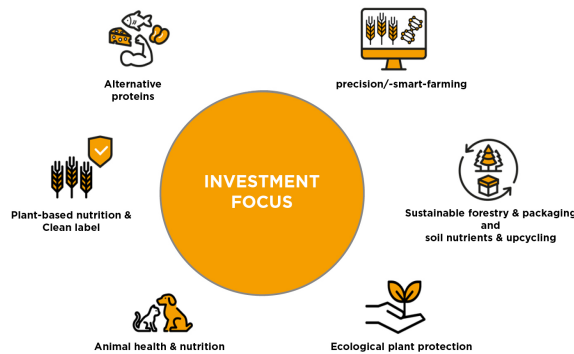 Alternative
proteins
precision/-smart-farming
INVESTMENT
FOCUS
Plant-based nutrition &
Clean label
Sustainable forestry & packaging
and
soil nutrients & upcycling
Animal health & nutrition
Ecological plant protection